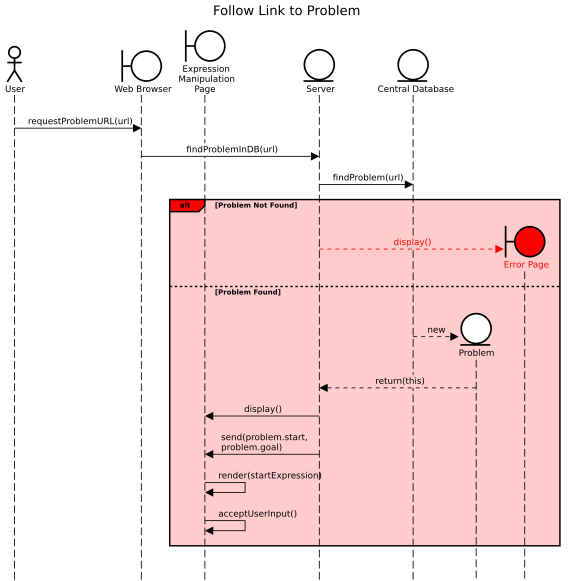 Follow Link to Problem
User
Web Browser
Expression
Manipulation
Page
Server
Central Database
requestProblemURL(url)
findProblemInDB(url)
findProblem(url)
alt
[Problem Not Found]
display()
Error Page
[Problem Found]
new
Problem
return(this)
display()
send(problem.start,
problem.goal)
render(startExpression)
acceptUserInput()